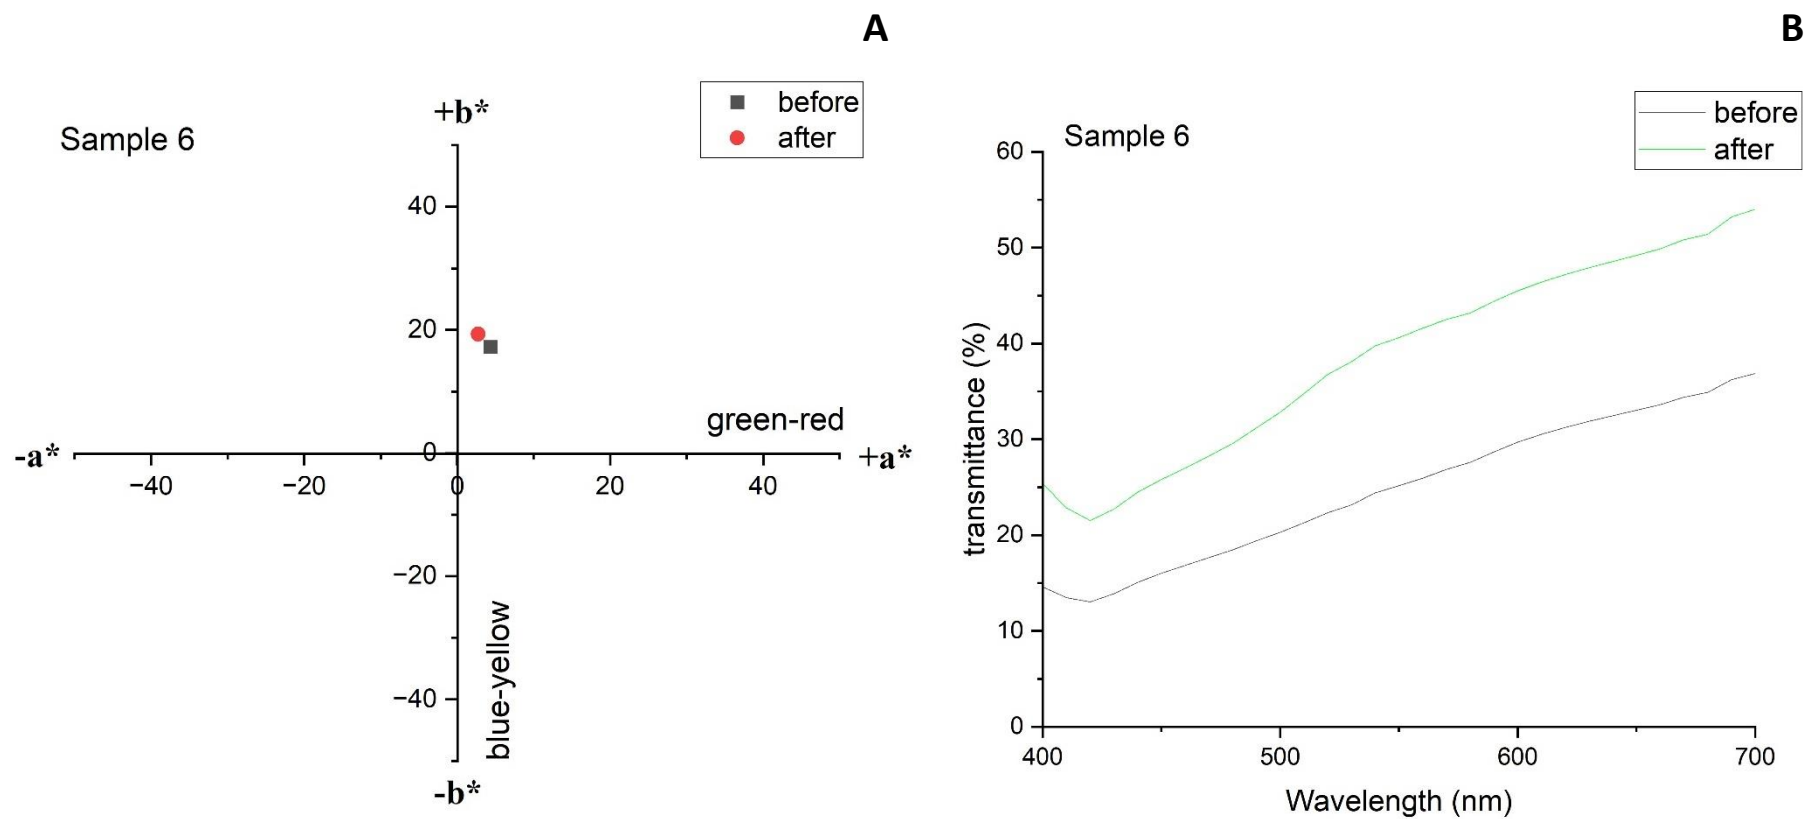 A
Sample 6
+b*
before
after
40
20
0
green-red
-a*
+a*
−40
−20
0
20
40
−20
−40
blue-yellow
-b*
B
Sample 6
before
after
60
50
40
30
20
10
0
transmittance (%)
400
500
600
700
Wavelength (nm)